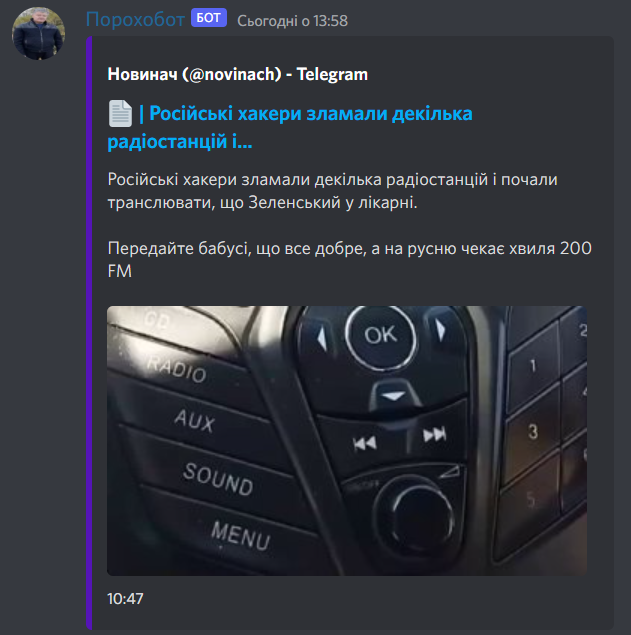 Порохобот БОТ Сьогодні о 13:58
Новинач (@novinach) - Telegram
| Російські хакери зламали декілька
радіостанцій і...
Російські хакери зламали декілька радіостанцій і почали
транслювати, що Зеленський у лікарні.
Передайте бабусі, що все добре, а на русню чекає хвиля 200
FM
CD
RADIO
AUX
SOUND
MENU
OK
ON/OFF
1
2
3
5
10:47